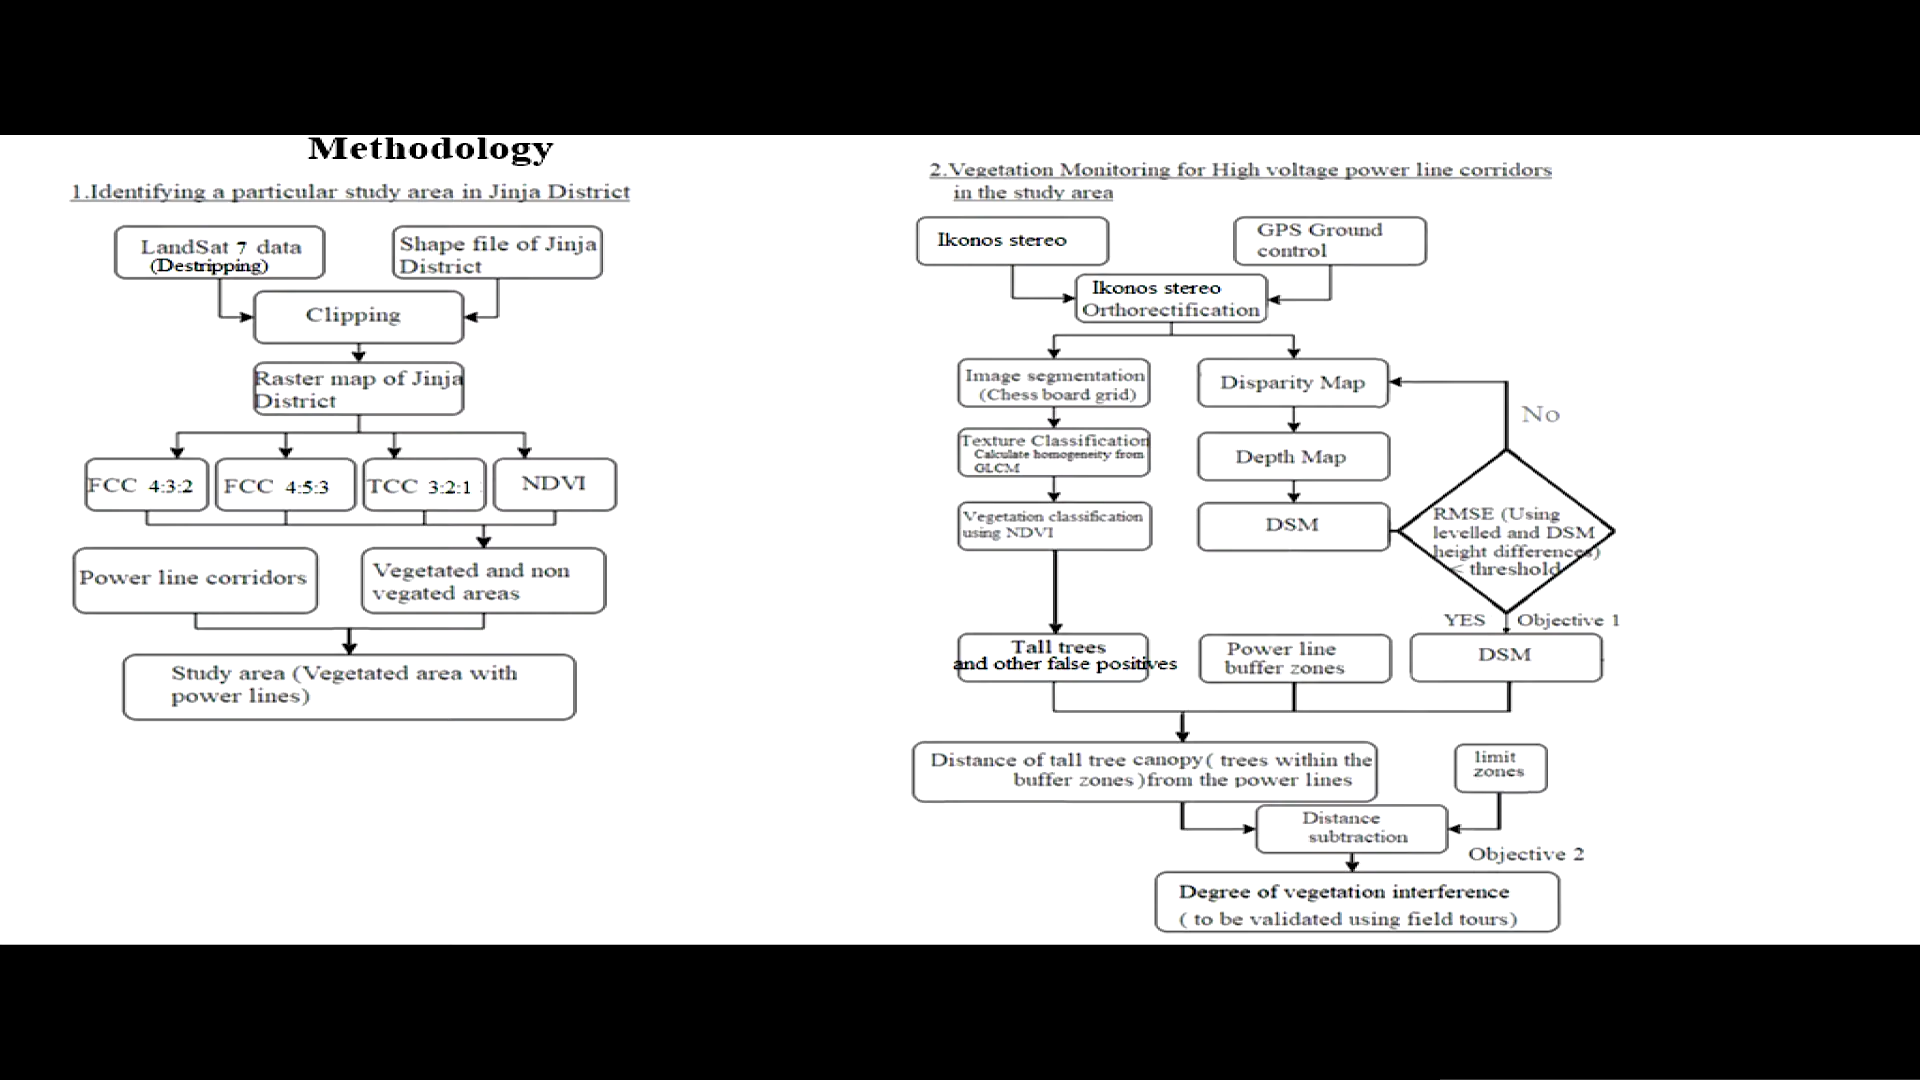 Methodology
1.Identifying a particular study area in Jinja District
LandSat 7 data
(Destripping)
Shape file of Jinja
District
Clipping
Raster map of Jinja
District
FCC 4:3:2
FCC 4:5:3
TCC 3:2:1
NDVI
Power line corridors
Vegetated and non
vegated areas
Study area (Vegetated area with
power lines)
2.Vegetation Monitoring for High voltage power line corridors
in the study area
Ikonos stereo
GPS Ground
control
Ikonos stereo
Orthorectification
Image segmentation
(Chess board grid)
Disparity Map
No
Texture Classification
Calculate homogeneity from
GLCM
Depth Map
Vegetation classification
using NDVI
DSM
RMSE (Using
levelled and DSM
height differences)
< threshold
YES
Objective 1
Tall trees
and other false positives
Power line
buffer zones
DSM
Distance of tall tree canopy( trees within the
buffer zones )from the power lines
limit
zones
Distance
subtraction
Objective 2
Degree of vegetation interference
( to be validated using field tours)